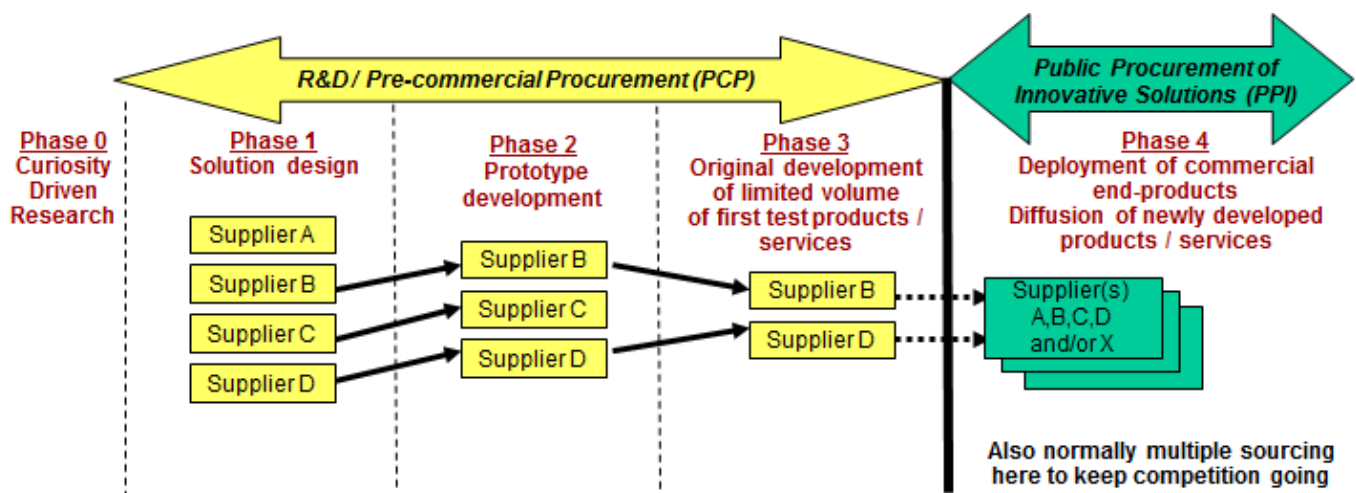 R&D / Pre-commercial Procurement (PCP)
Public Procurement of
Innovative Solutions (PPI)
Phase 0
Curiosity
Driven
Research
Phase 1
Solution design
Supplier A
Supplier B
Supplier C
Supplier D
Phase 2
Prototype
development
Supplier B
Supplier C
Supplier D
Phase 3
Original development
of limited volume
of first test products /
services
Supplier B
Supplier D
Phase 4
Deployment of commercial
end-products
Diffusion of newly developed
products / services
Supplier(s)
A,B,C,D
and/or X
Also normally multiple sourcing
here to keep competition going